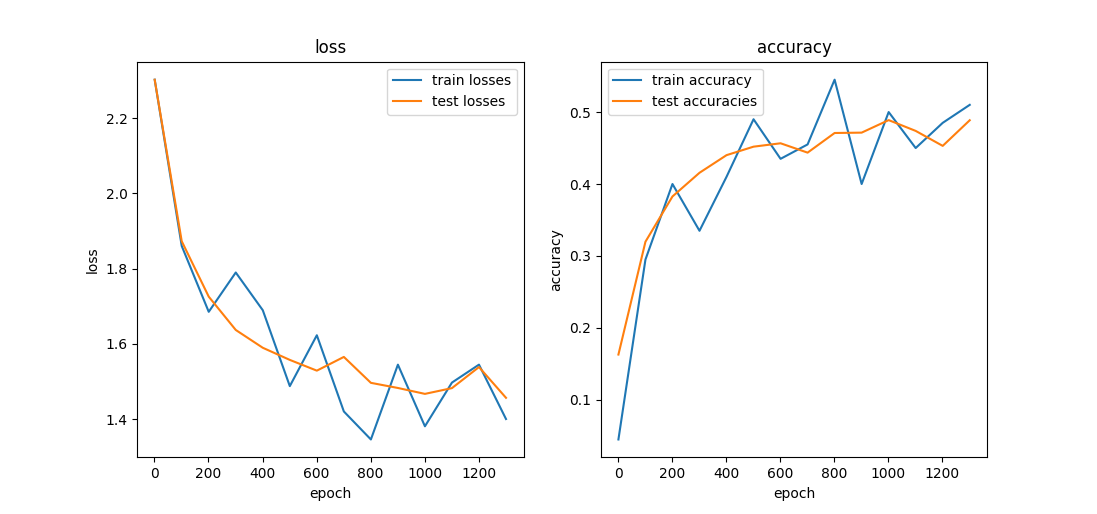 loss
train losses
test losses
2.2
2.0
1.8
1.6
1.4
loss
0 200 400 600 800 1000 1200
epoch
accuracy
train accuracy
test accuracies
0.5
0.4
0.3
0.2
0.1
accuracy
0 200 400 600 800 1000 1200
epoch